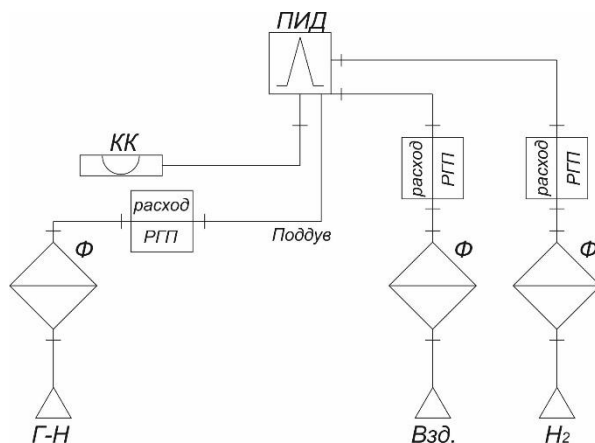 ПИД
КК
расход
РГП
Поддув
расход
РГП
расход
РГП
Ф
Ф
Ф
Г-Н
Взд.
H₂